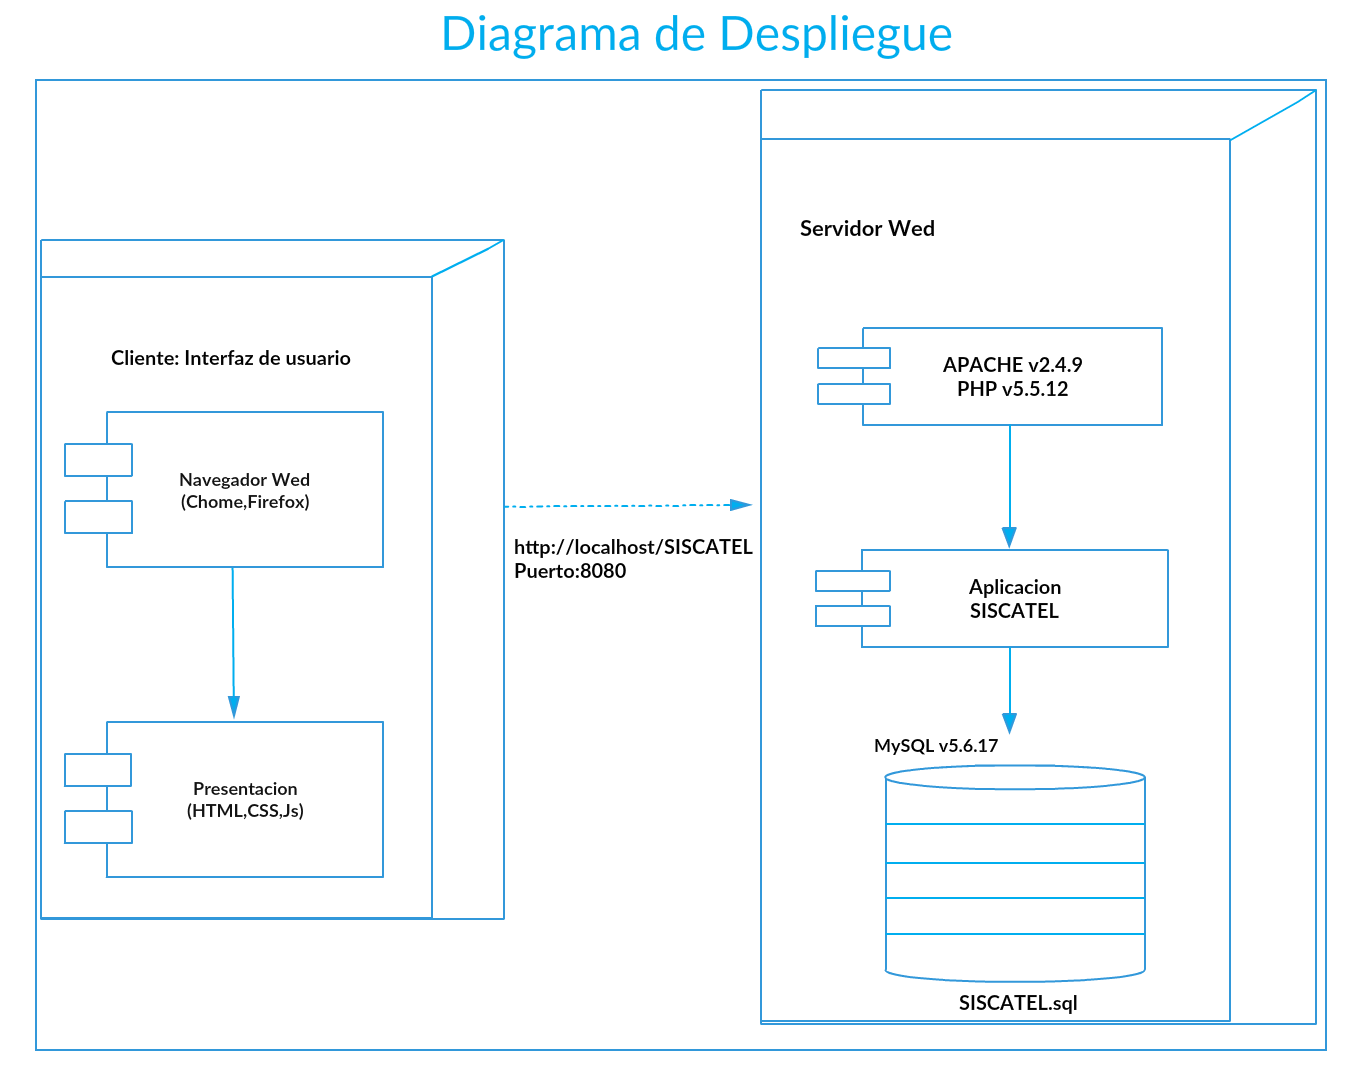 Diagrama de Despliegue
Cliente: Interfaz de usuario
Navegador Wed
(Chome,Firefox)
Presentacion
(HTML,CSS,Js)
http://localhost/SISCATEL
Puerto:8080
Servidor Wed
APACHE v2.4.9
PHP v5.5.12
Aplicacion
SISCATEL
MySQL v5.6.17
SISCATEL.sql